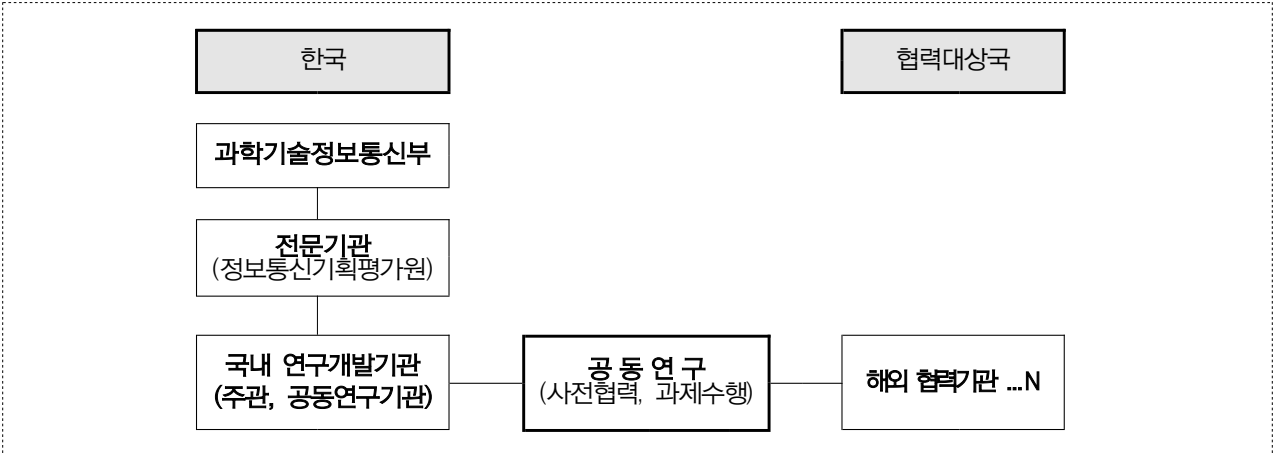 한국
협력대상국
과학기술정보통신부
전문기관
(정보통신기획평가원)
국내 연구개발기관
(주관, 공동연구기관)
공 동 연 구
(사전협력, 과제수행)
해외 협력기관 ...N